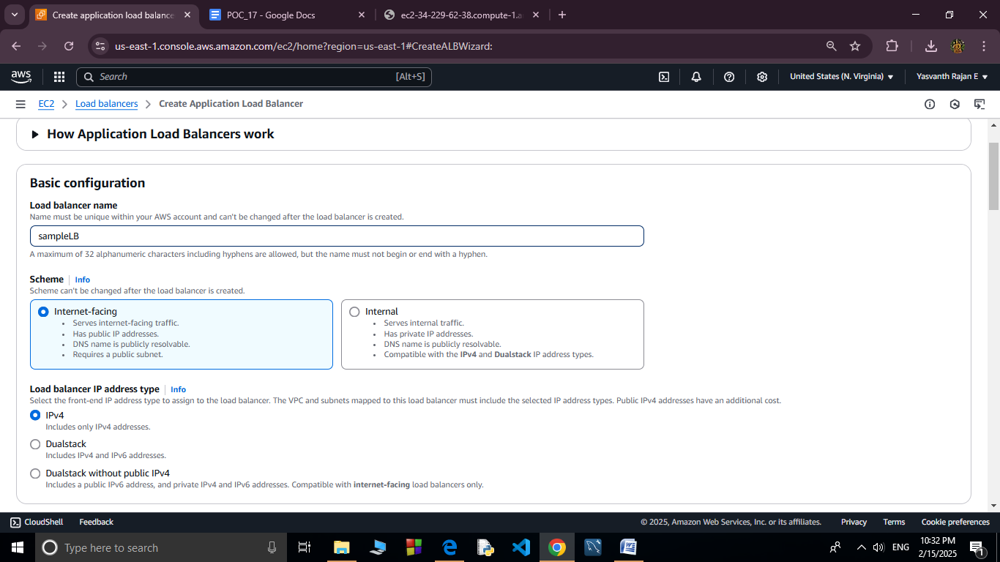 Create application load balance
POC_17 - Google Docs
ec2-34-229-62-38.compute-1.a
us-east-1.console.aws.amazon.com/ec2/home?region=us-east-1#CreateALBWizard:
aws
Search
[Alt+S]
United States (N. Virginia)
Yasvanth Rajan E
EC2
Load balancers
Create Application Load Balancer
How Application Load Balancers work
Basic configuration
Load balancer name
Name must be unique within your AWS account and can't be changed after the load balancer is created.
sampleLB
A maximum of 32 alphanumeric characters including hyphens are allowed, but the name must not begin or end with a hyphen.
Scheme
Info
Scheme can't be changed after the load balancer is created.
Internet-facing
• Serves internet-facing traffic.
• Has public IP addresses.
• DNS name is publicly resolvable.
• Requires a public subnet.
Internal
• Serves internal traffic.
• Has private IP addresses.
• DNS name is publicly resolvable.
• Compatible with the IPv4 and Dualstack IP address types.
Load balancer IP address type
Info
Select the front-end IP address type to assign to the load balancer. The VPC and subnets mapped to this load balancer must include the selected IP address types. Public IPv4 addresses have an additional cost.
IPv4
Includes only IPv4 addresses.
Dualstack
Includes IPv4 and IPv6 addresses.
Dualstack without public IPv4
Includes a public IPv6 address, and private IPv4 and IPv6 addresses. Compatible with internet-facing load balancers only.
CloudShell
Feedback
© 2025, Amazon Web Services, Inc. or its affiliates.
Privacy
Terms
Cookie preferences
Type here to search
ENG
10:32 PM
2/15/2025
1